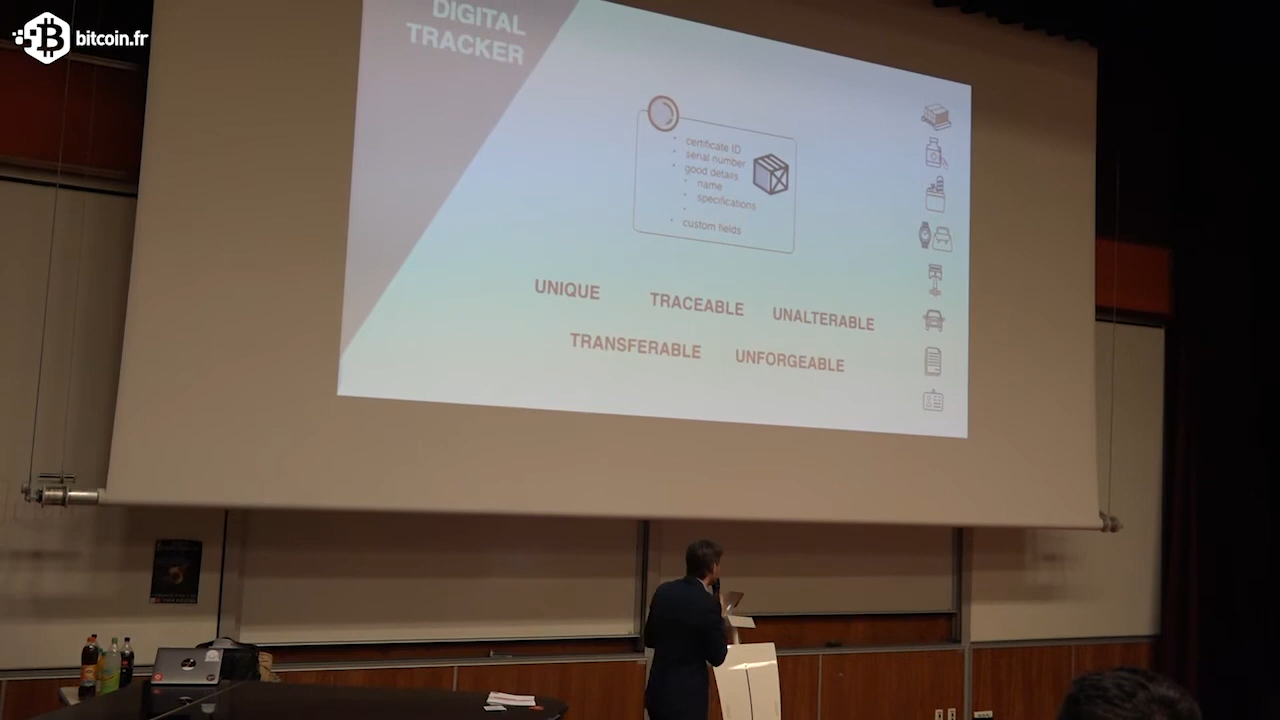 bitcoin.fr
DIGITAL
TRACKER
certificate ID
serial number
good details
name
specifications
custom fields
UNIQUE
TRACEABLE
UNALTERABLE
TRANSFERABLE
UNFORGEABLE